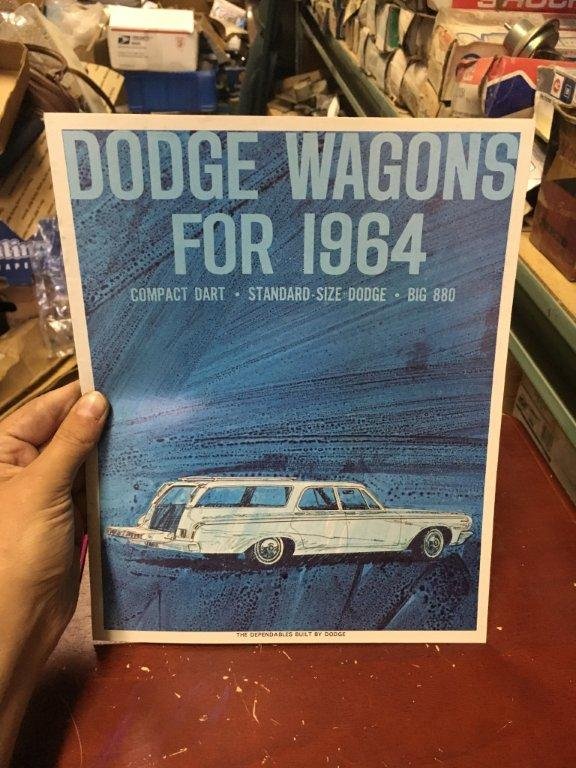 DODGE WAGONS
FOR 1964
COMPACT DART • STANDARD-SIZE DODGE • BIG 880
THE DEPENDABLES BUILT BY DODGE